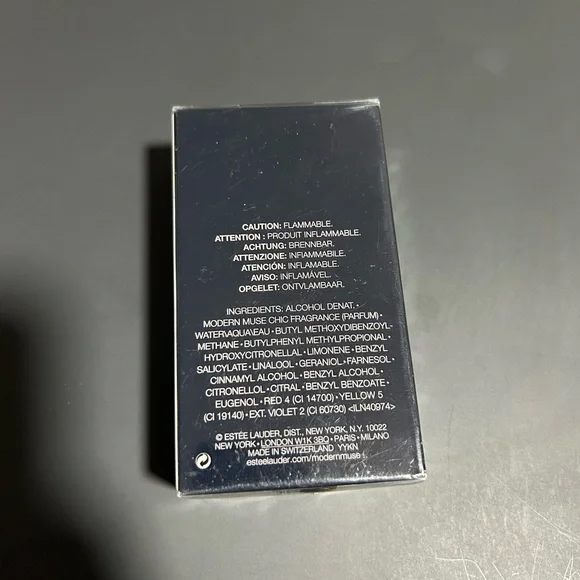 CAUTION: FLAMMABLE.
ATTENTION : PRODUIT INFLAMMABLE.
ACHTUNG: BRENNBAR.
ATTENZIONE: INFIAMMABILE.
ATENCIÓN: INFLAMABLE.
AVISO: INFLAMÁVEL.
OPGELET: ONTVLAMBAAR.
INGREDIENTS: ALCOHOL DENAT. •
MODERN MUSE CHIC FRAGRANCE (PARFUM) •
WATER\AQUA\EAU • BUTYL METHOXYDIBENZOYL-
METHANE • BUTYLPHENYL METHYLPROPIONAL •
HYDROXYCITRONELLAL • LIMONENE • BENZYL
SALICYLATE • LINALOOL • GERANIOL • FARNESOL •
CINNAMYL ALCOHOL • BENZYL ALCOHOL •
CITRONELLOL • CITRAL • BENZYL BENZOATE •
EUGENOL • RED 4 (CI 14700) • YELLOW 5
(CI 19140) • EXT. VIOLET 2 (CI 60730) <ILN40974>
© ESTÉE LAUDER, DIST., NEW YORK, N.Y. 10022
NEW YORK • LONDON W1K 3BQ • PARIS • MILANO
MADE IN SWITZERLAND YYKN
esteelauder.com/modernmuse